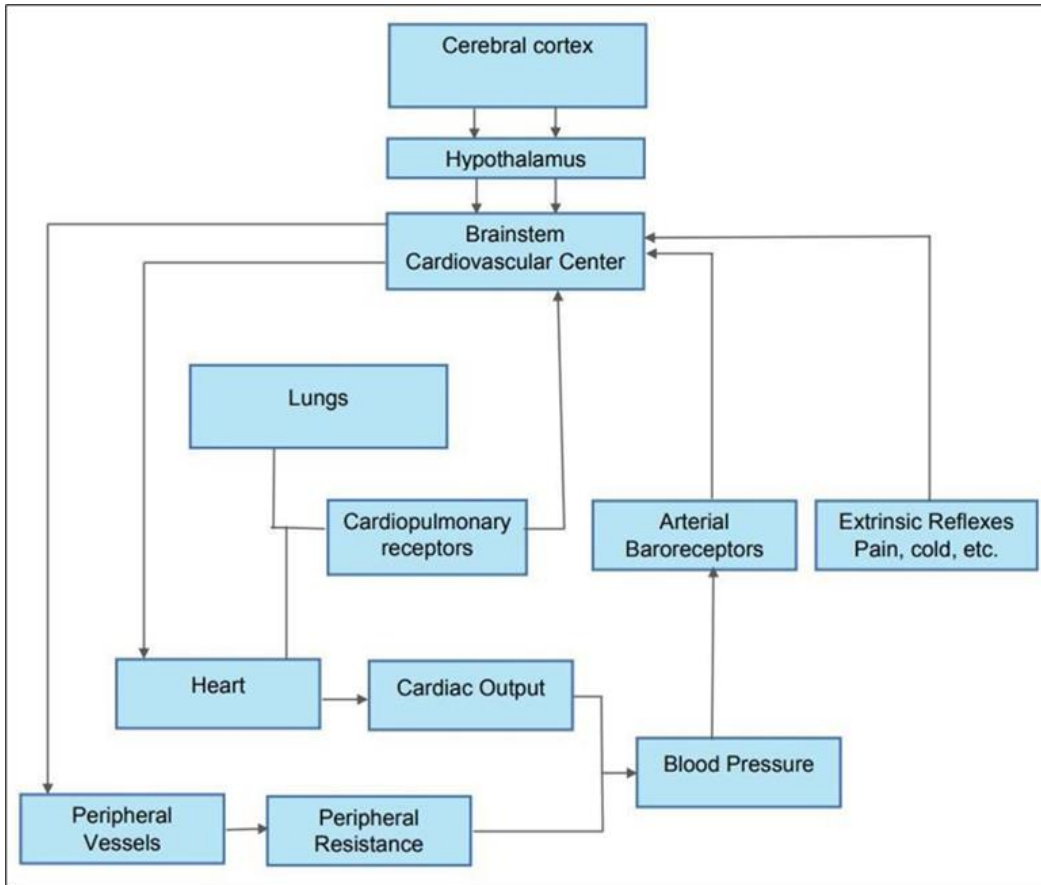 Cerebral cortex
Hypothalamus
Brainstem
Cardiovascular Center
Lungs
Cardiopulmonary
receptors
Arterial
Baroreceptors
Extrinsic Reflexes
Pain, cold, etc.
Heart
Cardiac Output
Blood Pressure
Peripheral
Vessels
Peripheral
Resistance